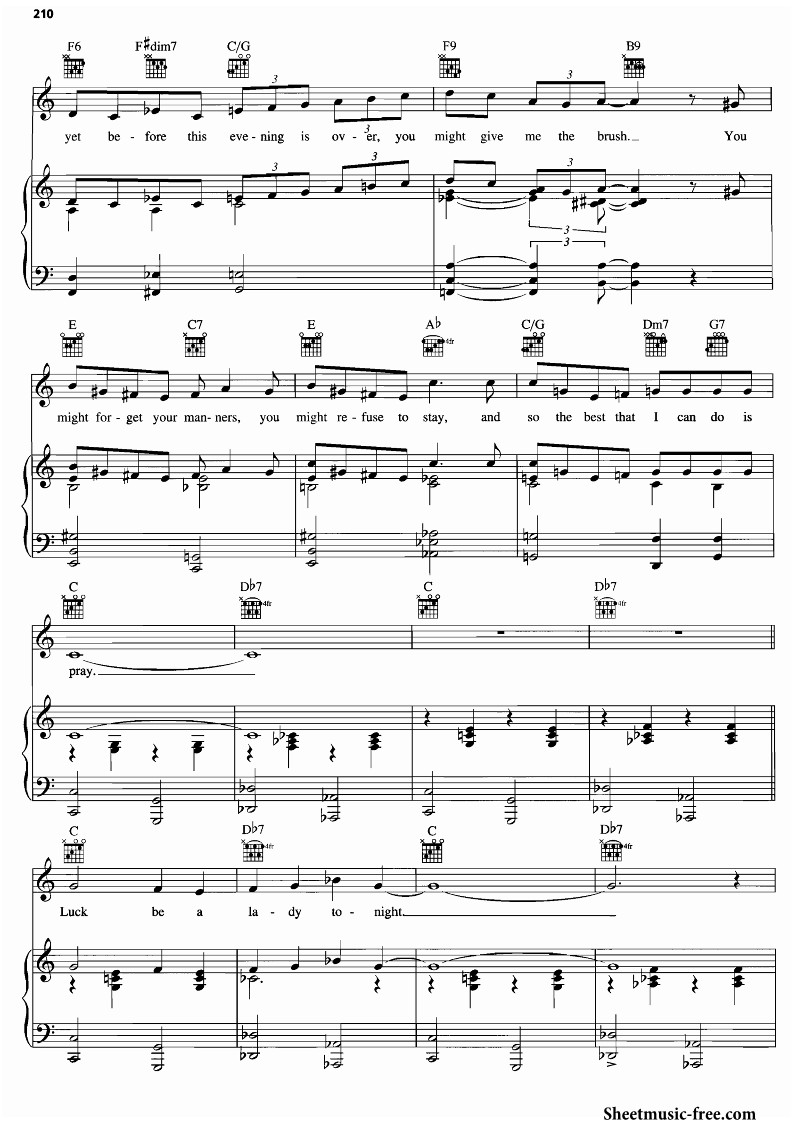 210
F6 F#dim7 C/G F9 B9
3 3 3
yet be - fore this eve - ning is ov - er, you might give me the brush. You
3 3
3
3
E C7 E A♭ C/G Dm7 G7
4fr
might for - get your man - ners, you might re - fuse to stay, and so the best that I can do is
C D♭7 C D♭7
4fr 4fr
pray.
C D♭7 C D♭7
4fr 4fr
Luck be a la - dy to - night.
Sheetmusic-free.com